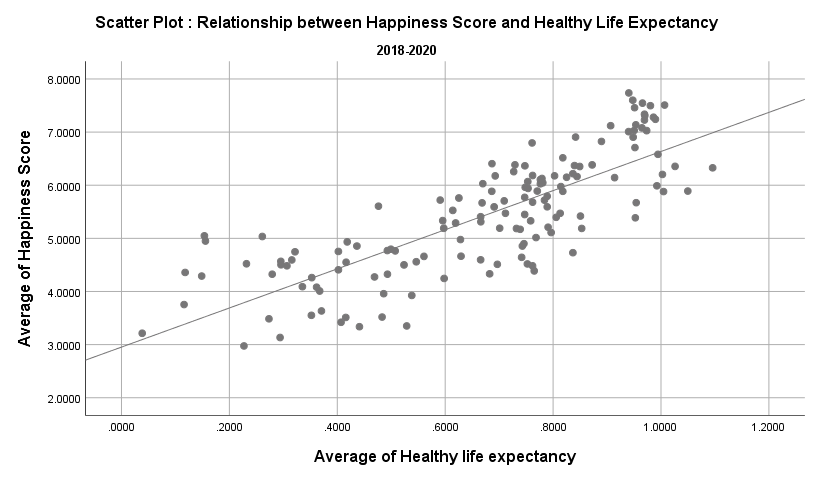 Scatter Plot : Relationship between Happiness Score and Healthy Life Expectancy
2018-2020
8.0000
7.0000
6.0000
5.0000
4.0000
3.0000
2.0000
Average of Happiness Score
.0000 .2000 .4000 .6000 .8000 1.0000 1.2000
Average of Healthy life expectancy